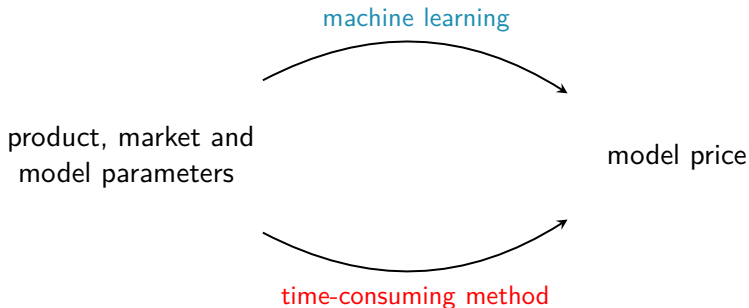 machine learning
product, market and
model parameters
model price
time-consuming method